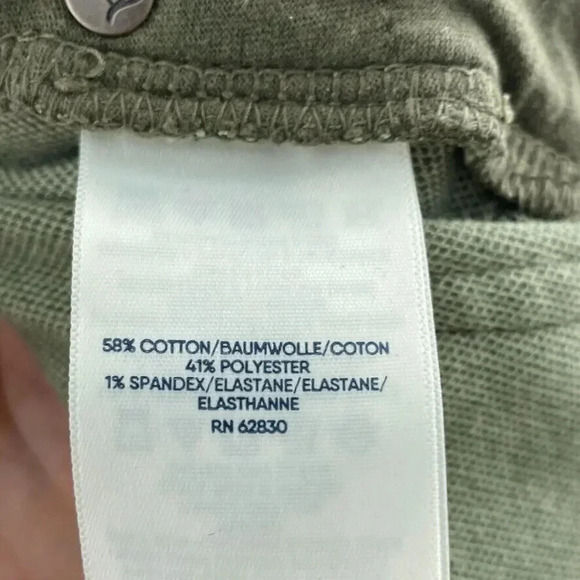 58% COTTON/BAUMWOLLE/COTON
41% POLYESTER
1% SPANDEX/ELASTANE/ELASTANE/
ELASTHANNE
RN 62830